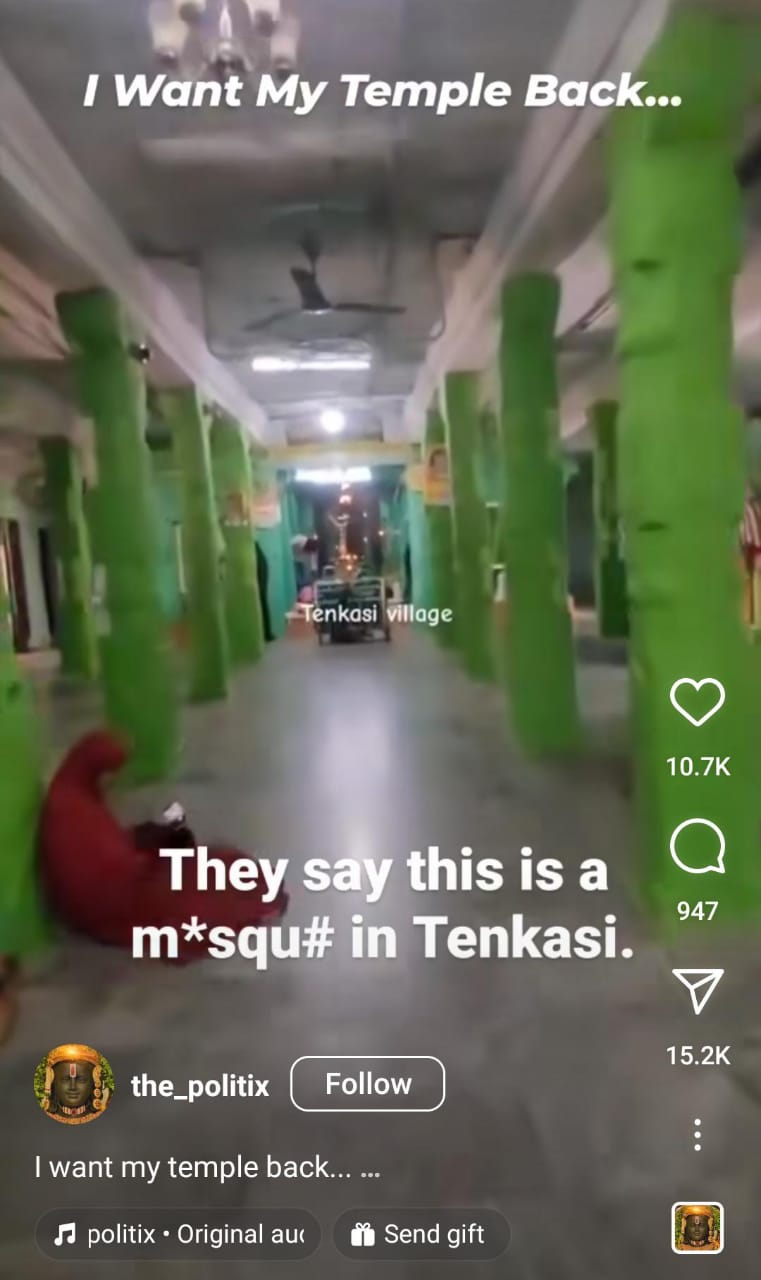 I Want My Temple Back...
Tenkasi village
10.7K
They say this is a
m*squ# in Tenkasi.
947
15.2K
the_politix
Follow
I want my temple back... ...
politix • Original au
Send gift